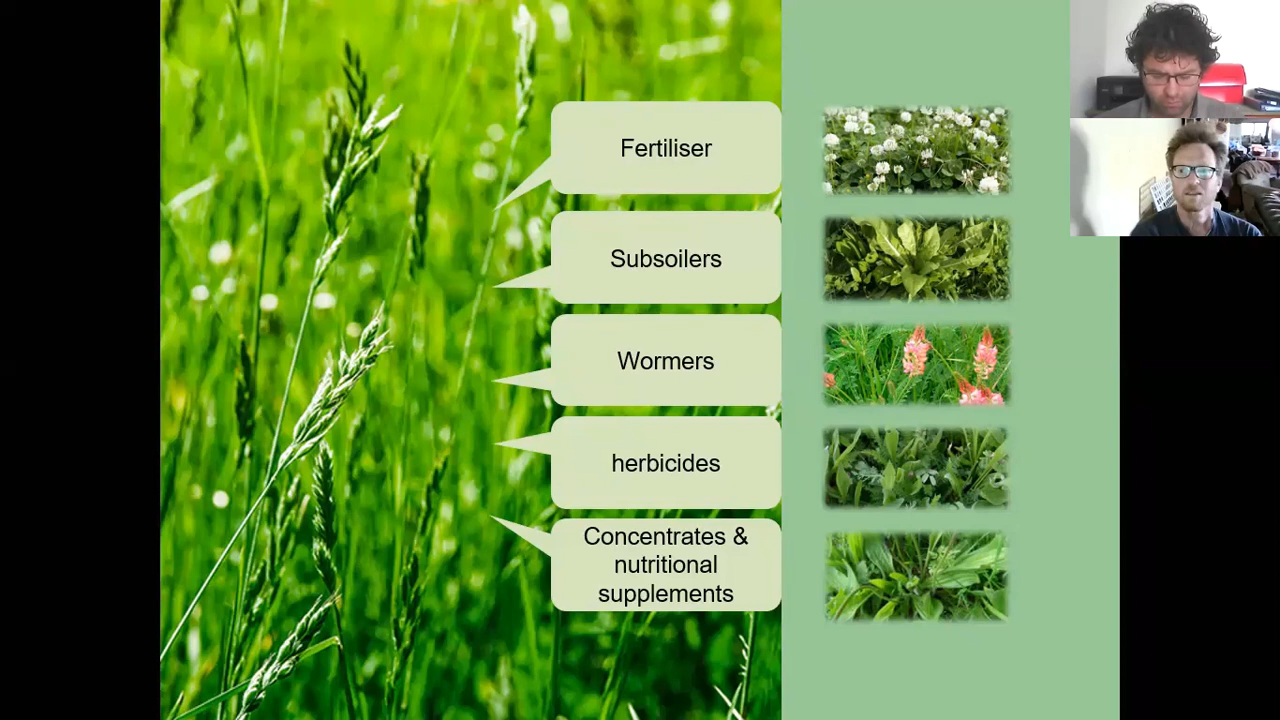 Fertiliser
Subsoilers
Wormers
herbicides
Concentrates &
nutritional
supplements